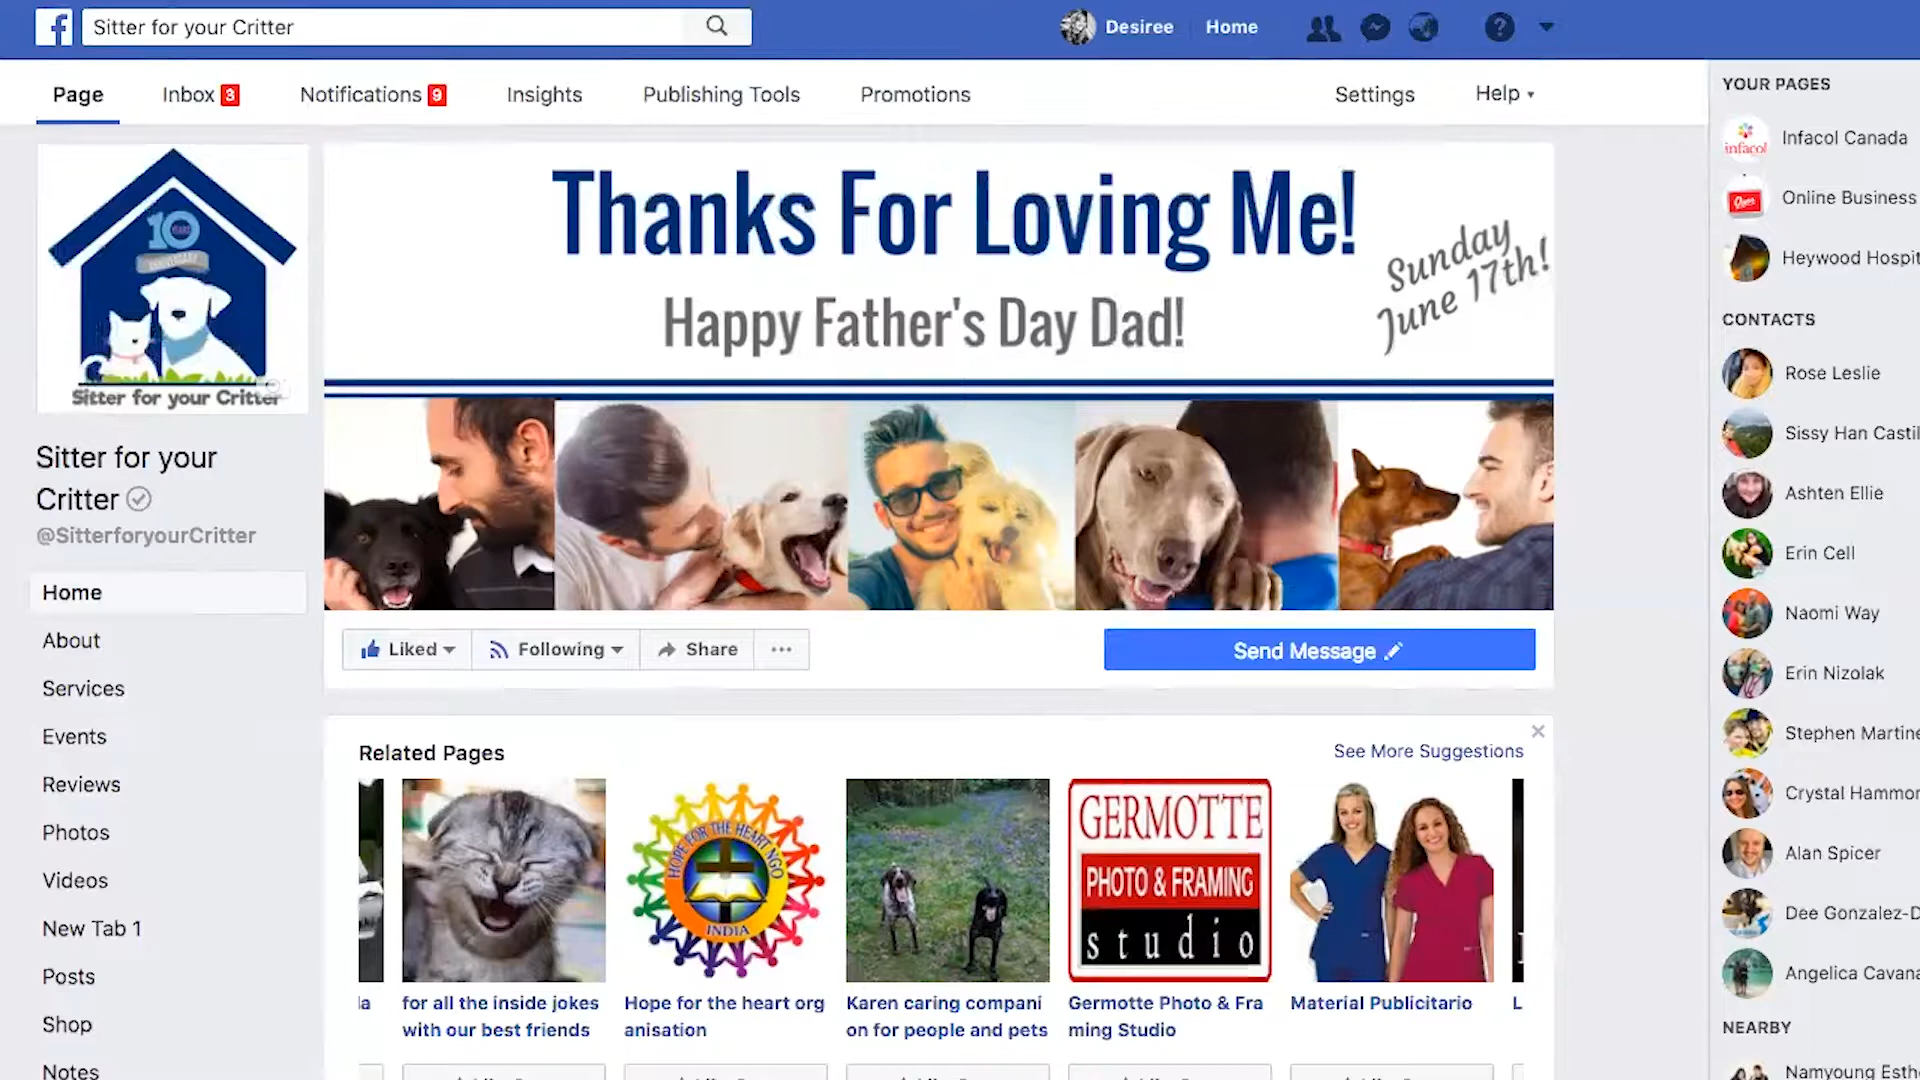 Sitter for your Critter
Desiree
Home
Page
Inbox 3
Notifications 9
Insights
Publishing Tools
Promotions
Settings
Help
10
YEARS
ANNIVERSARY
Sitter for your Critter
Sitter for your
Critter
@SitterforyourCritter
Home
About
Services
Events
Reviews
Photos
Videos
New Tab 1
Posts
Shop
Notes
Thanks For Loving Me!
Happy Father's Day Dad!
Sunday
June 17th!
Liked
Following
Share
Send Message
Related Pages
See More Suggestions
HOPE FOR THE HEART NGO
INDIA
GERMOTTE
PHOTO & FRAMING
studio
la
for all the inside jokes
with our best friends
Hope for the heart org
anisation
Karen caring compani
on for people and pets
Germotte Photo & Fra
ming Studio
Material Publicitario
L
YOUR PAGES
infacol
Infacol Canada
Online Business
Heywood Hospit
CONTACTS
Rose Leslie
Sissy Han Castil
Ashten Ellie
Erin Cell
Naomi Way
Erin Nizolak
Stephen Martine
Crystal Hammor
Alan Spicer
Dee Gonzalez-D
Angelica Cavana
NEARBY
Namyoung Esth